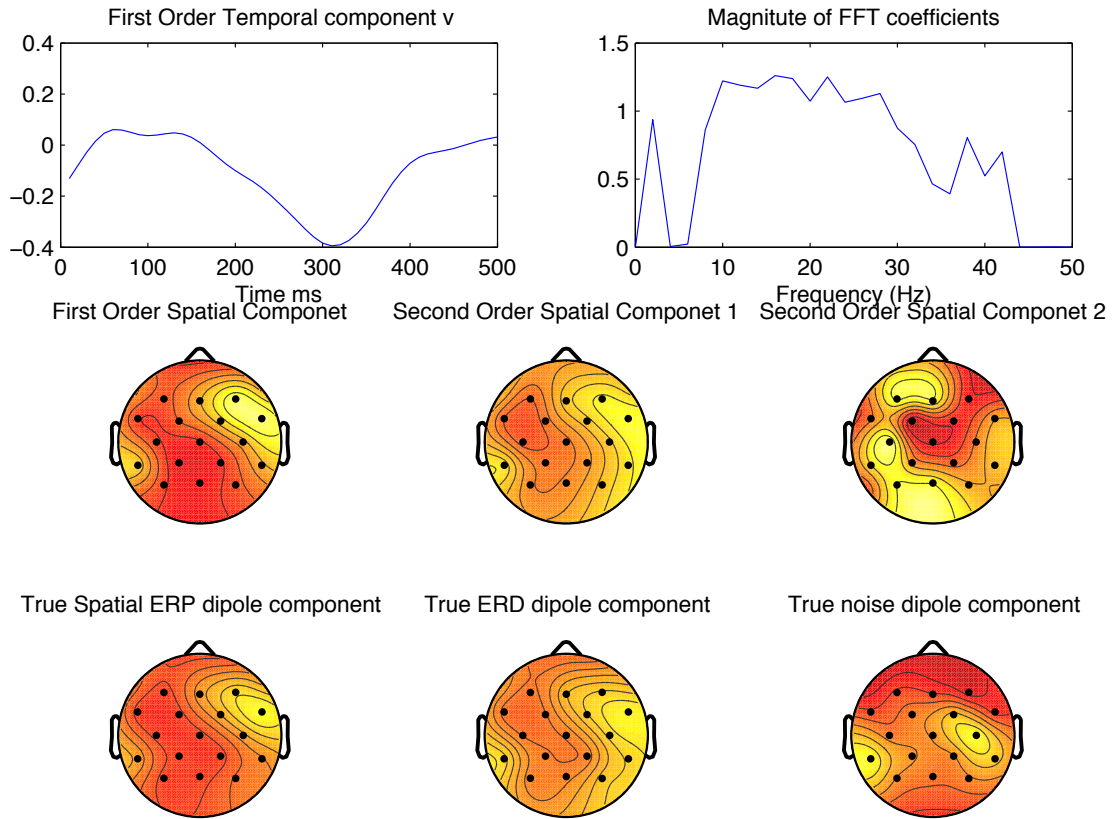 First Order Temporal component v
Magnitute of FFT coefficients
0.4
0.2
0
−0.2
−0.4
0 100 200 300 400 500
Time ms
1.5
1
0.5
0
0 10 20 30 40 50
Frequency (Hz)
First Order Spatial Componet
Second Order Spatial Componet 1
Second Order Spatial Componet 2
True Spatial ERP dipole component
True ERD dipole component
True noise dipole component